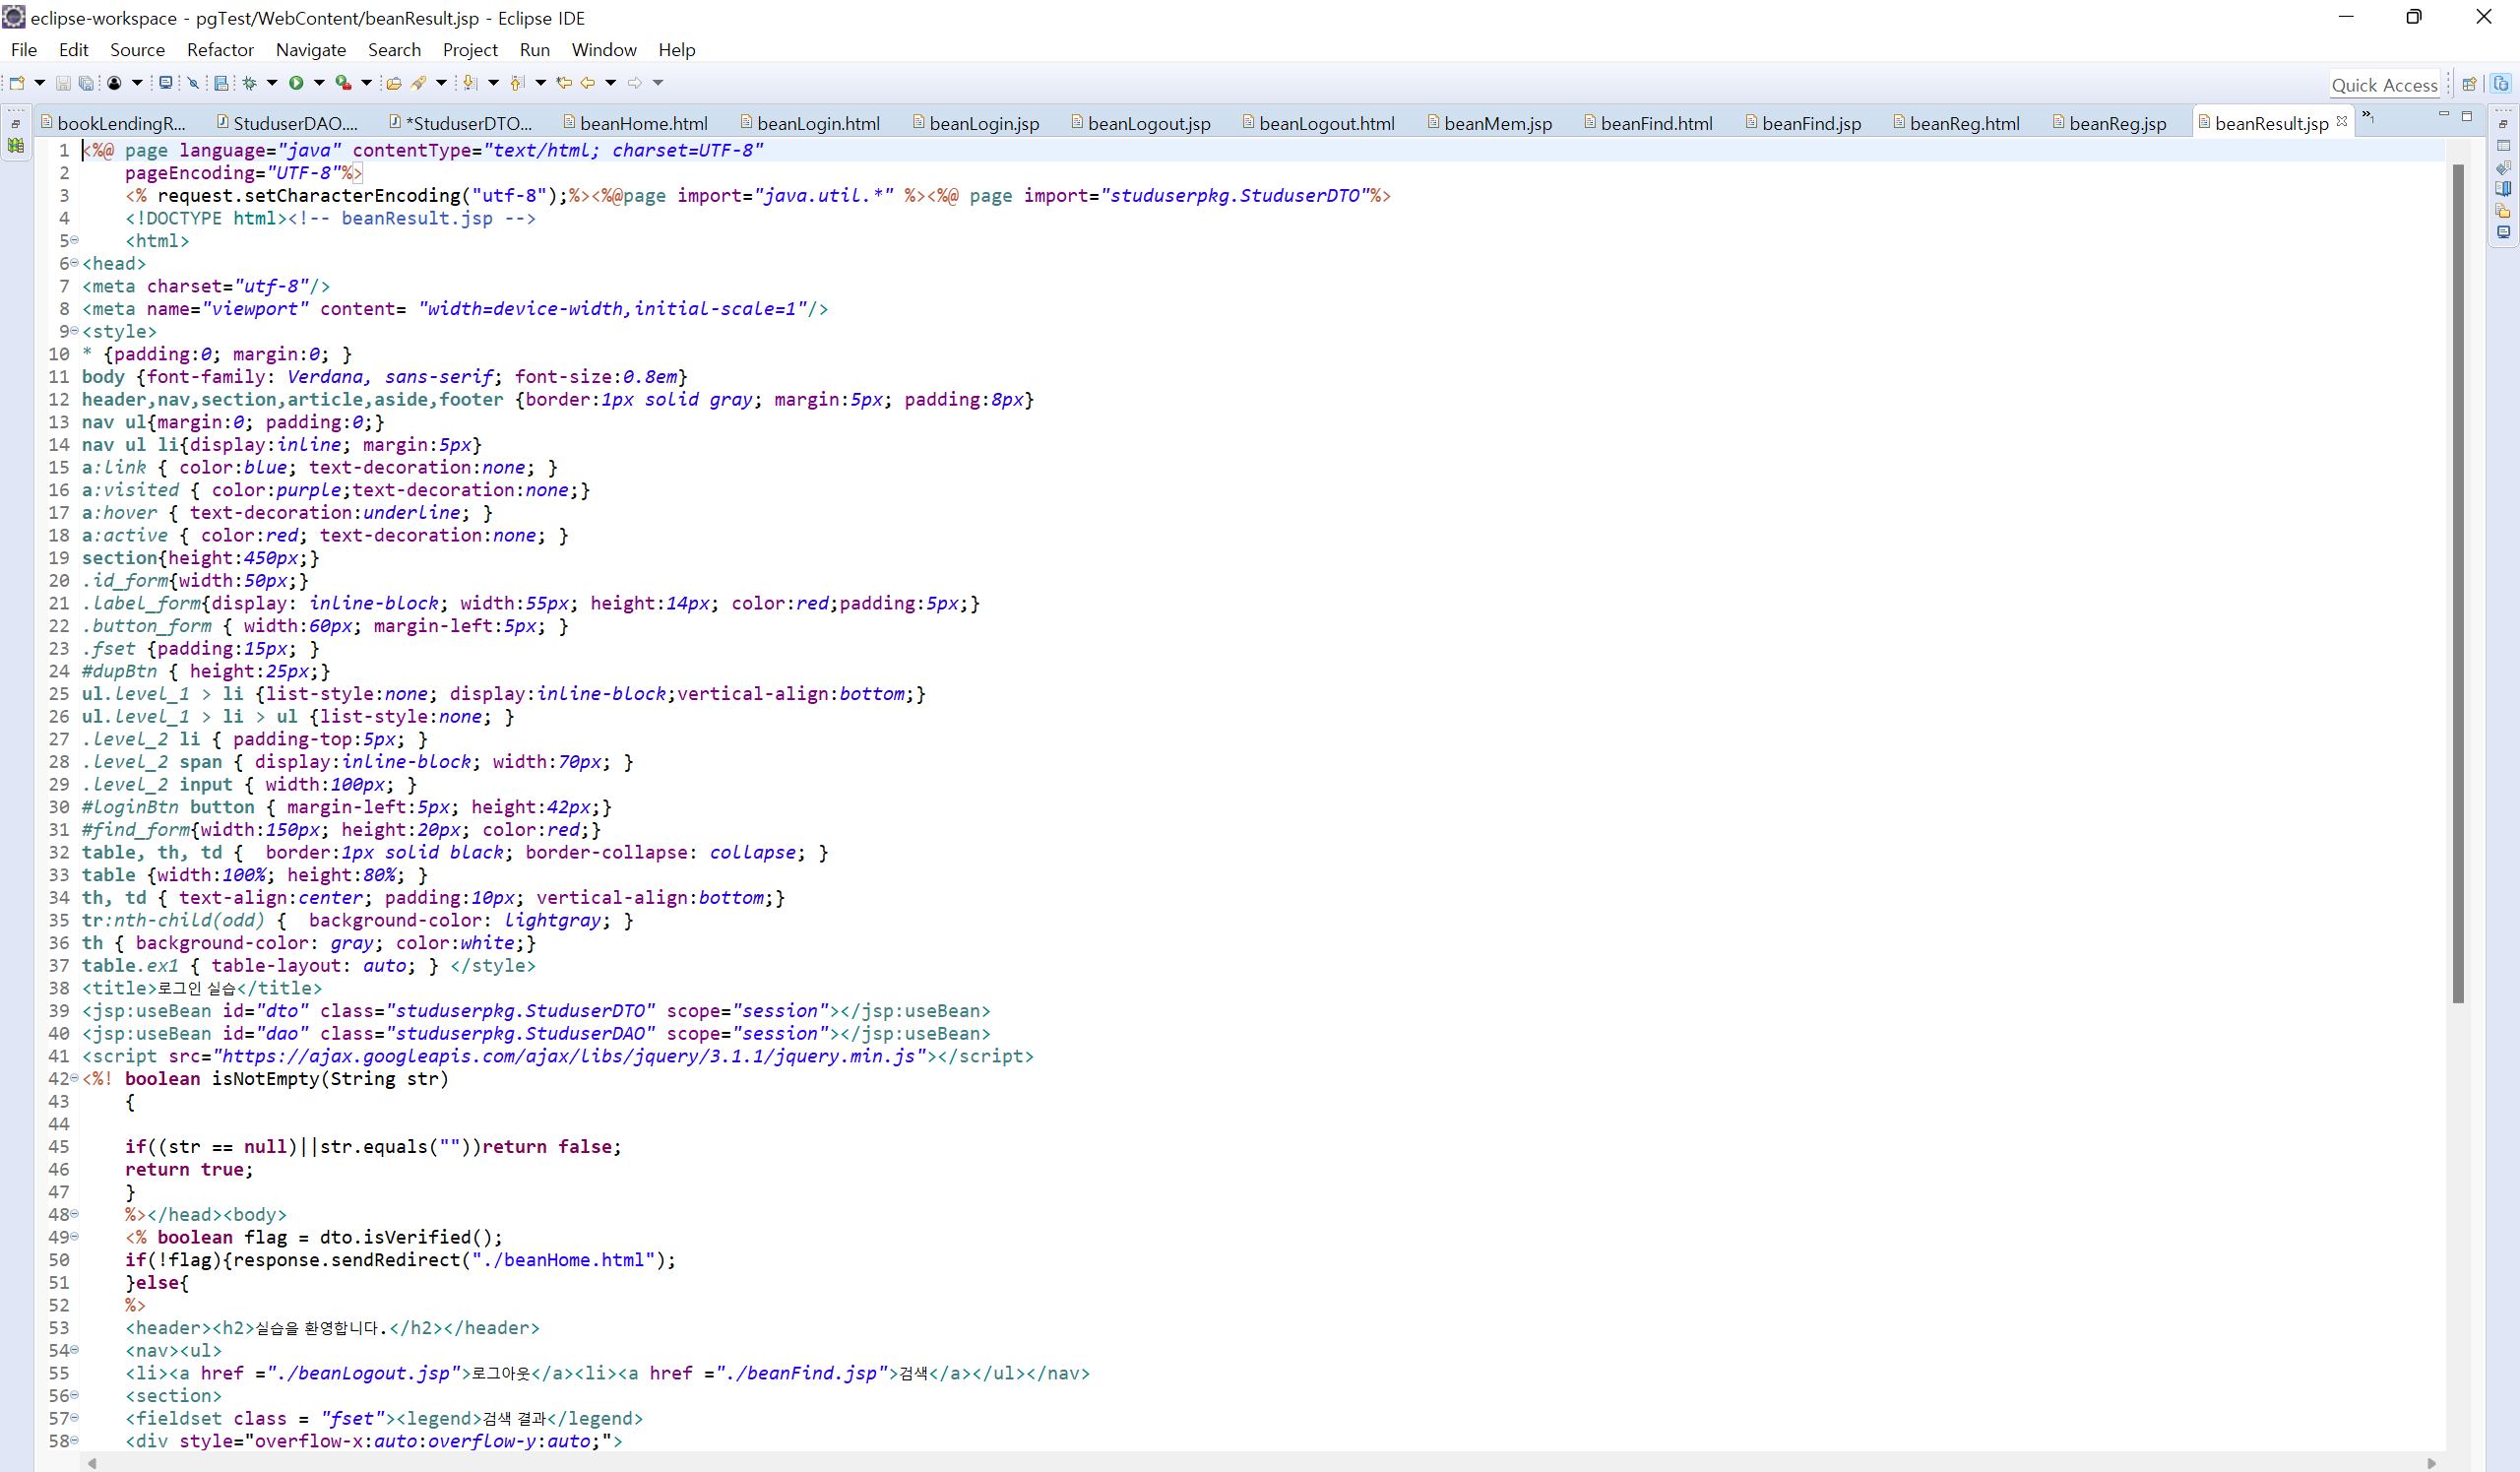 eclipse-workspace - pgTest/WebContent/beanResult.jsp - Eclipse IDE
File Edit Source Refactor Navigate Search Project Run Window Help
Quick Access
bookLendingR... StuduserDAO.... *StuduserDTO... beanHome.html beanLogin.html beanLogin.jsp beanLogout.jsp beanLogout.html beanMem.jsp beanFind.html beanFind.jsp beanReg.html beanReg.jsp beanResult.jsp »1
1 <%@ page language="java" contentType="text/html; charset=UTF-8"
2 pageEncoding="UTF-8"%>
3 <% request.setCharacterEncoding("utf-8");%><%@page import="java.util.*" %><%@ page import="studuserpkg.StuduserDTO"%>
4 <!DOCTYPE html><!-- beanResult.jsp -->
5 <html>
6 <head>
7 <meta charset="utf-8"/>
8 <meta name="viewport" content= "width=device-width,initial-scale=1"/>
9 <style>
10 * {padding:0; margin:0; }
11 body {font-family: Verdana, sans-serif; font-size:0.8em}
12 header,nav,section,article,aside,footer {border:1px solid gray; margin:5px; padding:8px}
13 nav ul{margin:0; padding:0;}
14 nav ul li{display:inline; margin:5px}
15 a:link { color:blue; text-decoration:none; }
16 a:visited { color:purple;text-decoration:none;}
17 a:hover { text-decoration:underline; }
18 a:active { color:red; text-decoration:none; }
19 section{height:450px;}
20 .id_form{width:50px;}
21 .label_form{display: inline-block; width:55px; height:14px; color:red;padding:5px;}
22 .button_form { width:60px; margin-left:5px; }
23 .fset {padding:15px; }
24 #dupBtn { height:25px;}
25 ul.level_1 > li {list-style:none; display:inline-block;vertical-align:bottom;}
26 ul.level_1 > li > ul {list-style:none; }
27 .level_2 li { padding-top:5px; }
28 .level_2 span { display:inline-block; width:70px; }
29 .level_2 input { width:100px; }
30 #loginBtn button { margin-left:5px; height:42px;}
31 #find_form{width:150px; height:20px; color:red;}
32 table, th, td {  border:1px solid black; border-collapse: collapse; }
33 table {width:100%; height:80%; }
34 th, td { text-align:center; padding:10px; vertical-align:bottom;}
35 tr:nth-child(odd) {  background-color: lightgray; }
36 th { background-color: gray; color:white;}
37 table.ex1 { table-layout: auto; } </style>
38 <title>로그인 실습</title>
39 <jsp:useBean id="dto" class="studuserpkg.StuduserDTO" scope="session"></jsp:useBean>
40 <jsp:useBean id="dao" class="studuserpkg.StuduserDAO" scope="session"></jsp:useBean>
41 <script src="https://ajax.googleapis.com/ajax/libs/jquery/3.1.1/jquery.min.js"></script>
42 <%! boolean isNotEmpty(String str)
43 {
44
45 if((str == null)||str.equals(""))return false;
46 return true;
47 }
48 %></head><body>
49 <% boolean flag = dto.isVerified();
50 if(!flag){response.sendRedirect("./beanHome.html");
51 }else{
52 %>
53 <header><h2>실습을 환영합니다.</h2></header>
54 <nav><ul>
55 <li><a href ="./beanLogout.jsp">로그아웃</a><li><a href ="./beanFind.jsp">검색</a></ul></nav>
56 <section>
57 <fieldset class = "fset"><legend>검색 결과</legend>
58 <div style="overflow-x:auto:overflow-y:auto;">